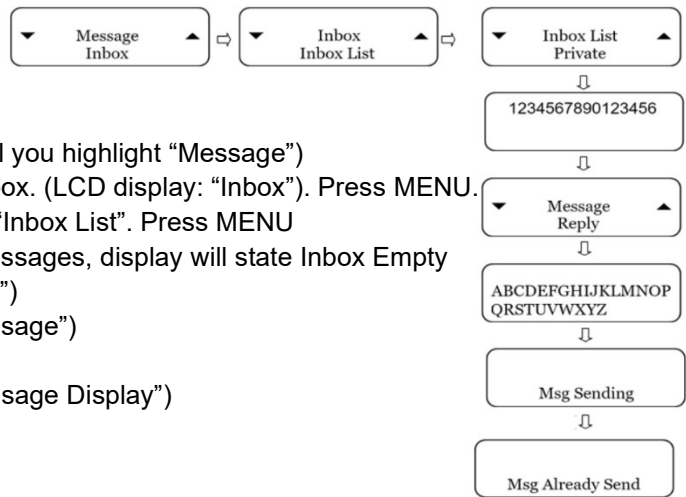 Message
Inbox
Inbox
Inbox List
Inbox List
Private
1234567890123456
you highlight “Message”)
ox. (LCD display: “Inbox”). Press MENU.
“Inbox List”. Press MENU
ssages, display will state Inbox Empty
”)
sage”)
sage Display”)
Message
Reply
ABCDEFGHIJKLMNOP
QRSTUVWXYZ
Msg Sending
Msg Already Send